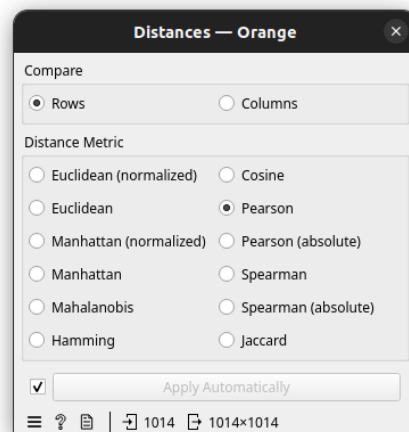 Distances — Orange
Compare
Rows
Columns
Distance Metric
Euclidean (normalized)
Cosine
Euclidean
Pearson
Manhattan (normalized)
Pearson (absolute)
Manhattan
Spearman
Mahalanobis
Spearman (absolute)
Hamming
Jaccard
Apply Automatically
? | 1014 1014×1014